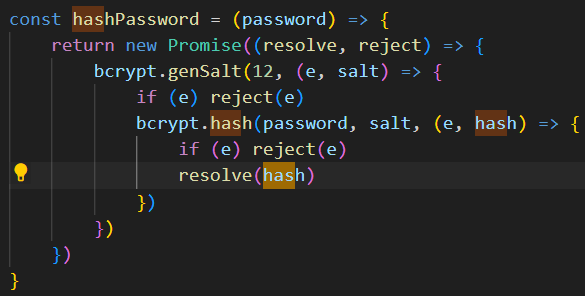 const hashPassword = (password) => {
    return new Promise((resolve, reject) => {
        bcrypt.genSalt(12, (e, salt) => {
            if (e) reject(e)
            bcrypt.hash(password, salt, (e, hash) => {
                if (e) reject(e)
                resolve(hash)
            })
        })
    })
}